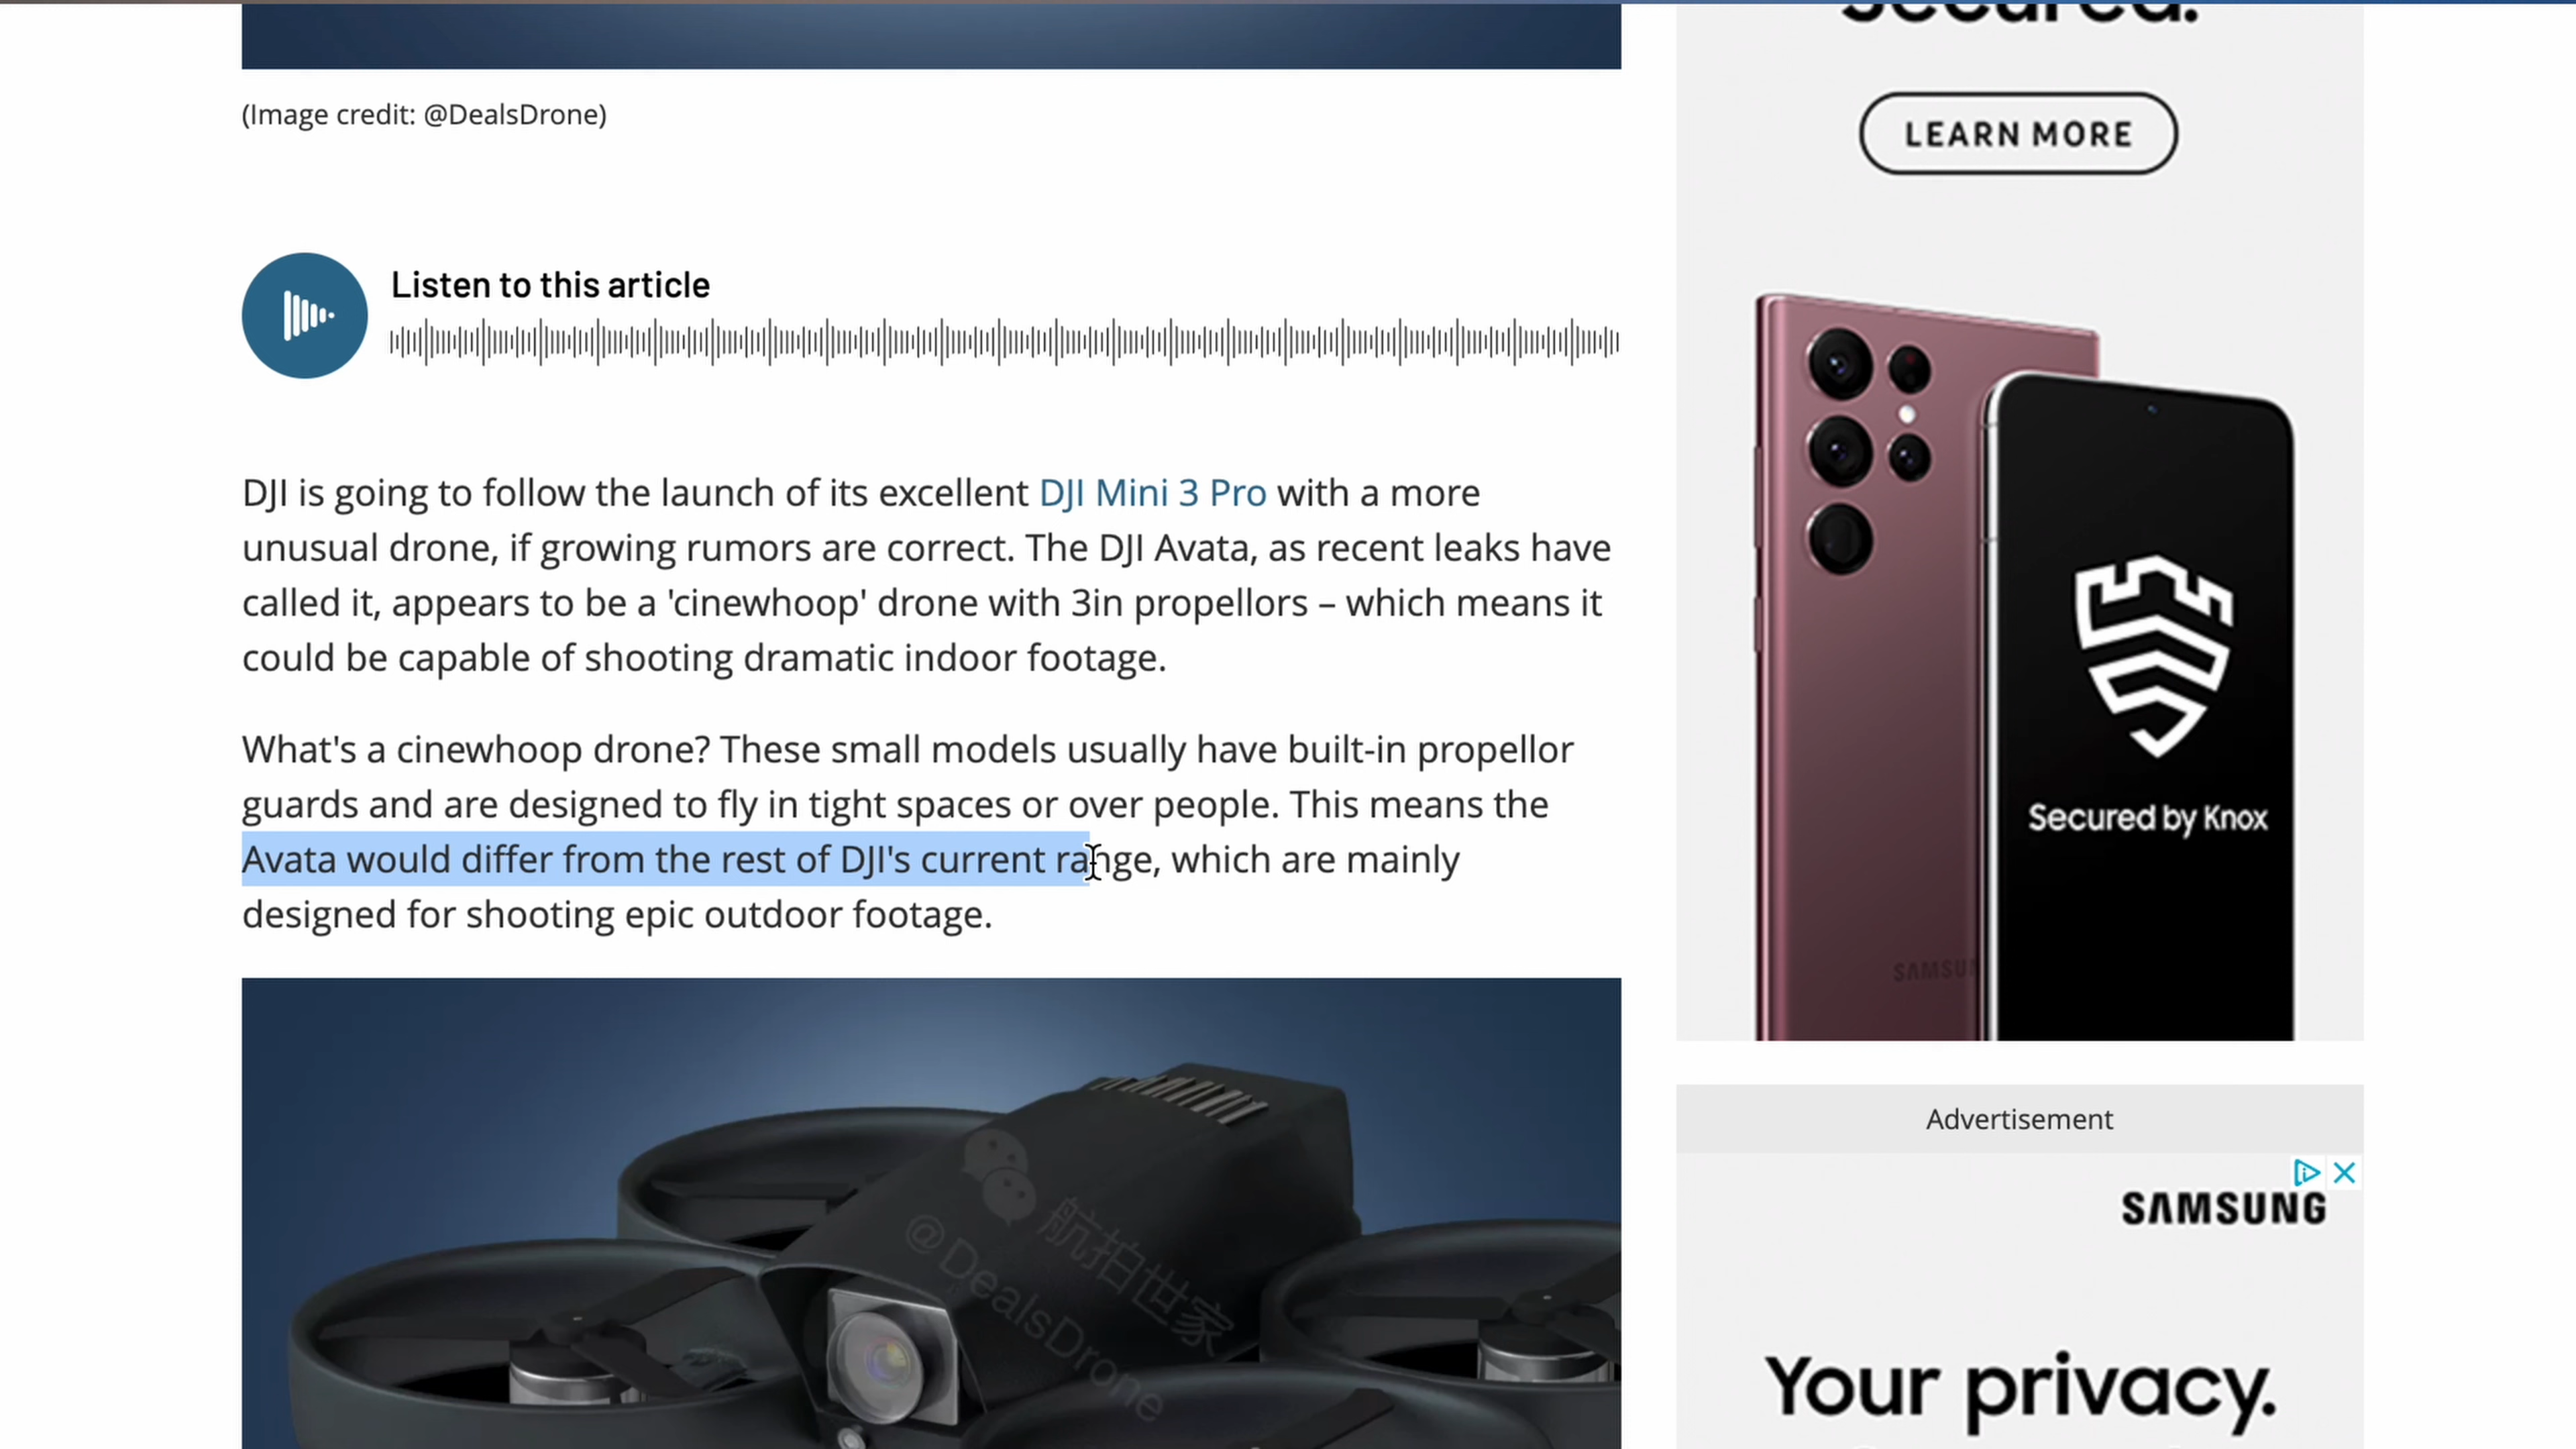 (Image credit: @DealsDrone)
Listen to this article
DJI is going to follow the launch of its excellent DJI Mini 3 Pro with a more
unusual drone, if growing rumors are correct. The DJI Avata, as recent leaks have
called it, appears to be a 'cinewhoop' drone with 3in propellors – which means it
could be capable of shooting dramatic indoor footage.
What's a cinewhoop drone? These small models usually have built-in propellor
guards and are designed to fly in tight spaces or over people. This means the
Avata would differ from the rest of DJI's current range, which are mainly
designed for shooting epic outdoor footage.
航拍世家
@DealsDrone
Secured.
LEARN MORE
Secured by Knox
Advertisement
SAMSUNG
Your privacy.